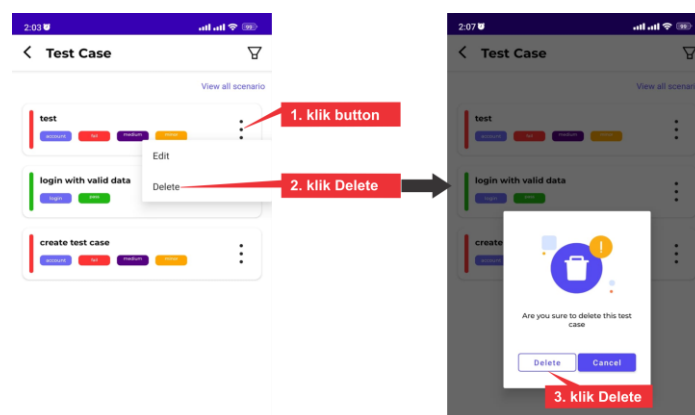 2:03
99
Test Case
View all scenario
test
account
fail
medium
minor
1. klik button
Edit
Delete
2. klik Delete
login with valid data
login
pass
create test case
account
fail
medium
minor
2:07
99
Test Case
View all scenari
test
account
fail
medium
minor
login with valid data
login
pass
create
account
Are you sure to delete this test
case
Delete
Cancel
3. klik Delete